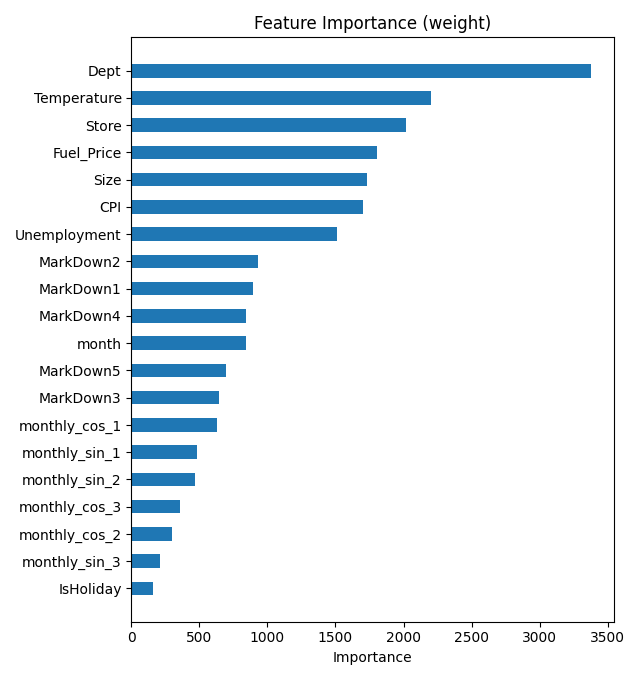 Feature Importance (weight)
Dept
Temperature
Store
Fuel_Price
Size
CPI
Unemployment
MarkDown2
MarkDown1
MarkDown4
month
MarkDown5
MarkDown3
monthly_cos_1
monthly_sin_1
monthly_sin_2
monthly_cos_3
monthly_cos_2
monthly_sin_3
IsHoliday
0 500 1000 1500 2000 2500 3000 3500
Importance